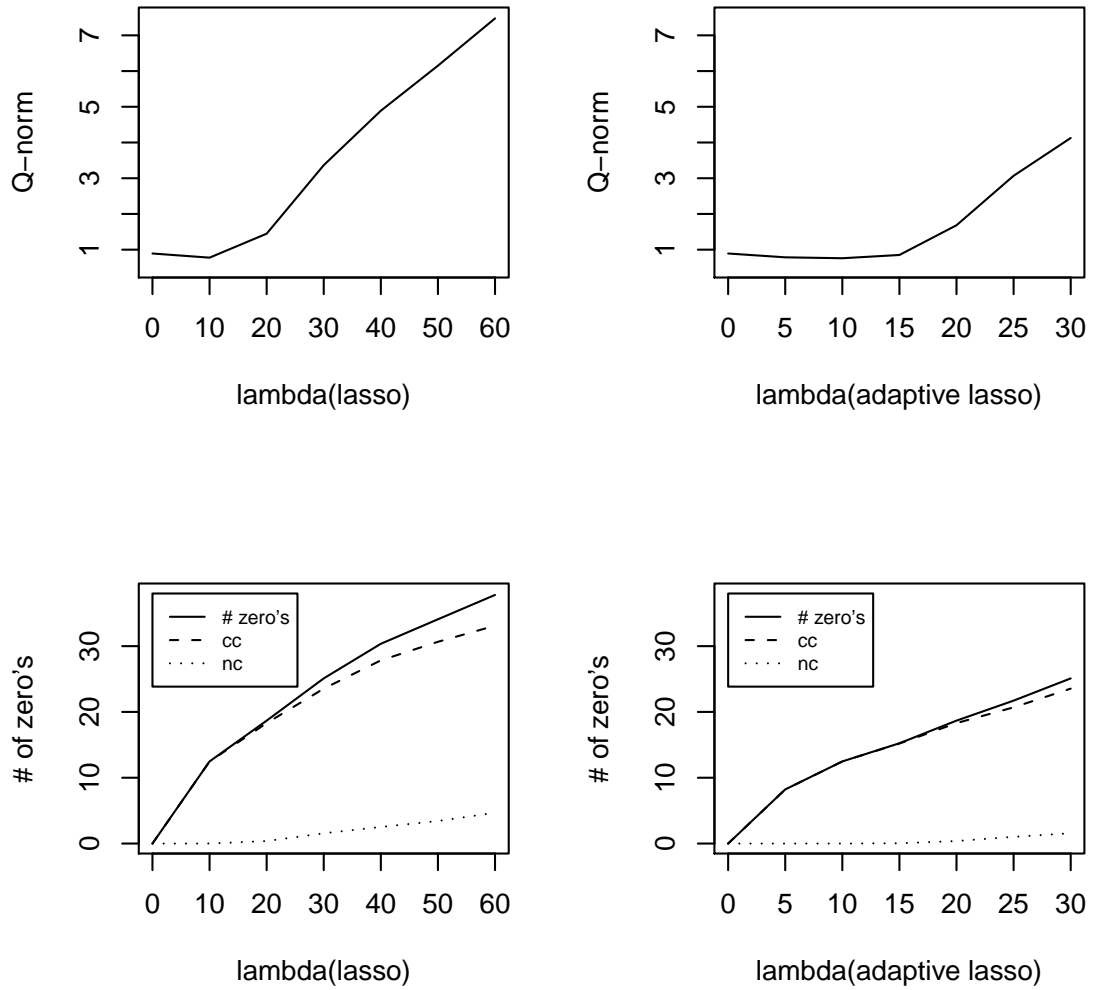 Q−norm
7
5
3
1
0 10 20 30 40 50 60
lambda(lasso)
Q−norm
7
5
3
1
0 5 10 15 20 25 30
lambda(adaptive lasso)
# of zero's
30
20
10
0
# zero's
cc
nc
0 10 20 30 40 50 60
lambda(lasso)
# of zero's
30
20
10
0
# zero's
cc
nc
0 5 10 15 20 25 30
lambda(adaptive lasso)